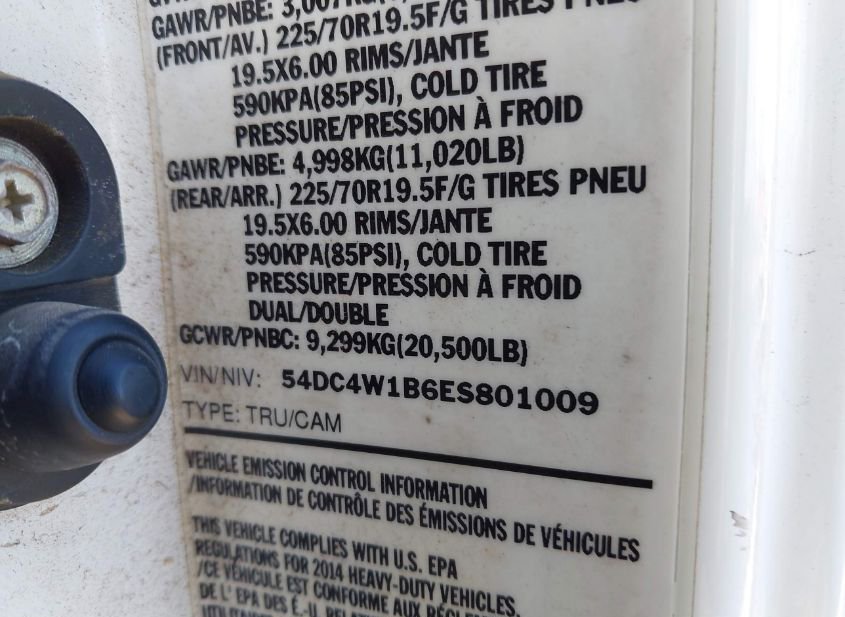 GAWR/PNBE: 3,007KG(
(FRONT/AV.) 225/70R19.5F/G TIRES PNEU
19.5X6.00 RIMS/JANTE
590KPA(85PSI), COLD TIRE
PRESSURE/PRESSION À FROID
GAWR/PNBE: 4,998KG(11,020LB)
(REAR/ARR.) 225/70R19.5F/G TIRES PNEU
19.5X6.00 RIMS/JANTE
590KPA(85PSI), COLD TIRE
PRESSURE/PRESSION À FROID
DUAL/DOUBLE
GCWR/PNBC: 9,299KG(20,500LB)
VIN/NIV: 54DC4W1B6ES801009
TYPE: TRU/CAM
VEHICLE EMISSION CONTROL INFORMATION
/INFORMATION DE CONTRÔLE DES ÉMISSIONS DE VÉHICULES
THIS VEHICLE COMPLIES WITH U.S. EPA
REGULATIONS FOR 2014 HEAVY-DUTY VEHICLES.
/CE VÉHICULE EST CONFORME AUX
DE L' EPA DES É.-U.